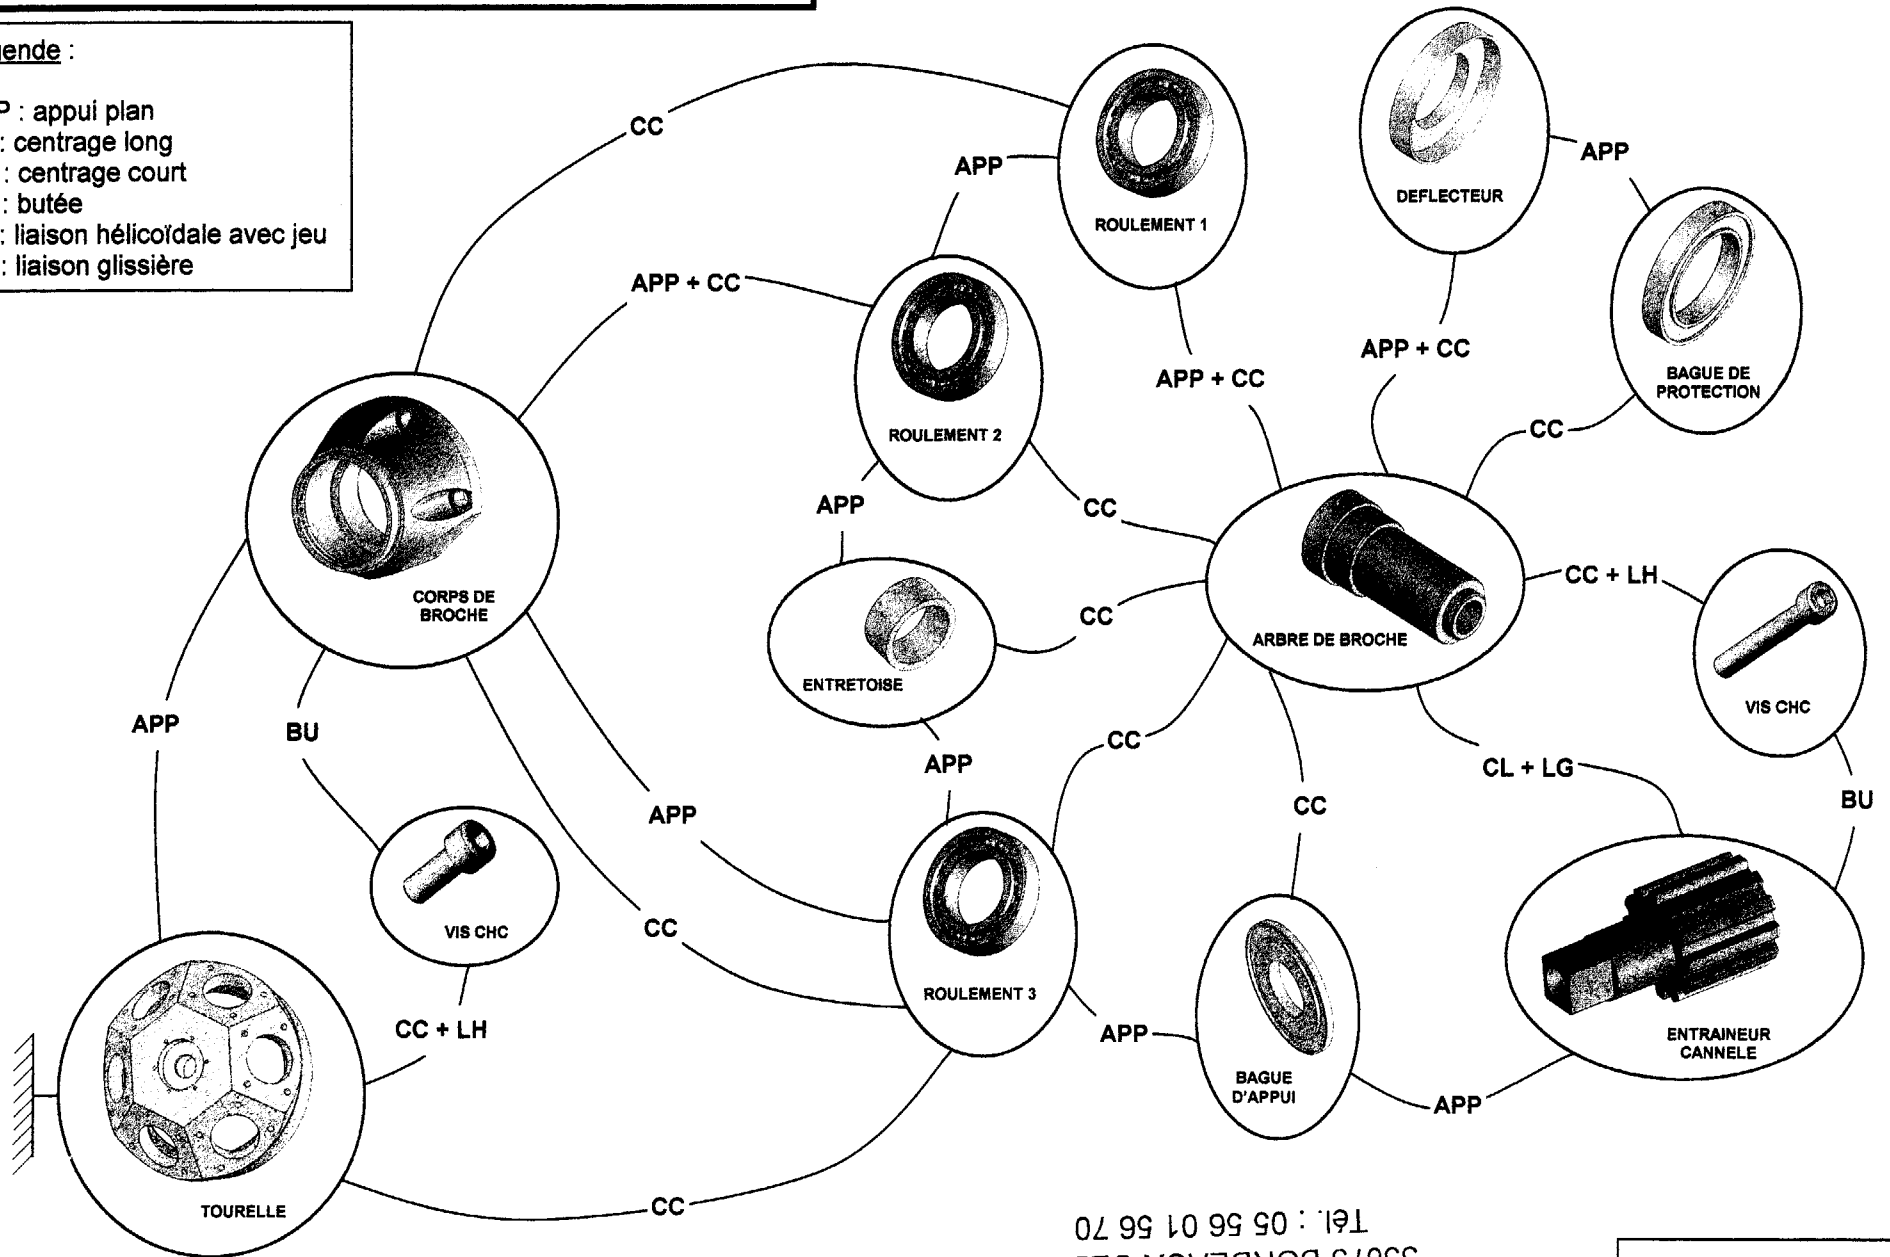 ende :
P : appui plan
: centrage long
: centrage court
: butée
: liaison hélicoïdale avec jeu
: liaison glissière
CC
APP
ROULEMENT 1
DEFLECTEUR
APP
APP + CC
ROULEMENT 2
APP + CC
APP + CC
BAGUE DE
PROTECTION
CC
APP
CC
CORPS DE
BROCHE
CC
ARBRE DE BROCHE
CC + LH
VIS CHC
ENTRETOISE
APP
BU
APP
CC
CL + LG
BU
APP
CC
VIS CHC
CC
ROULEMENT 3
CC + LH
APP
BAGUE
D'APPUI
APP
ENTRAINEUR
CANNELE
TOURELLE
CC
Tél. : 05 56 01 56 70